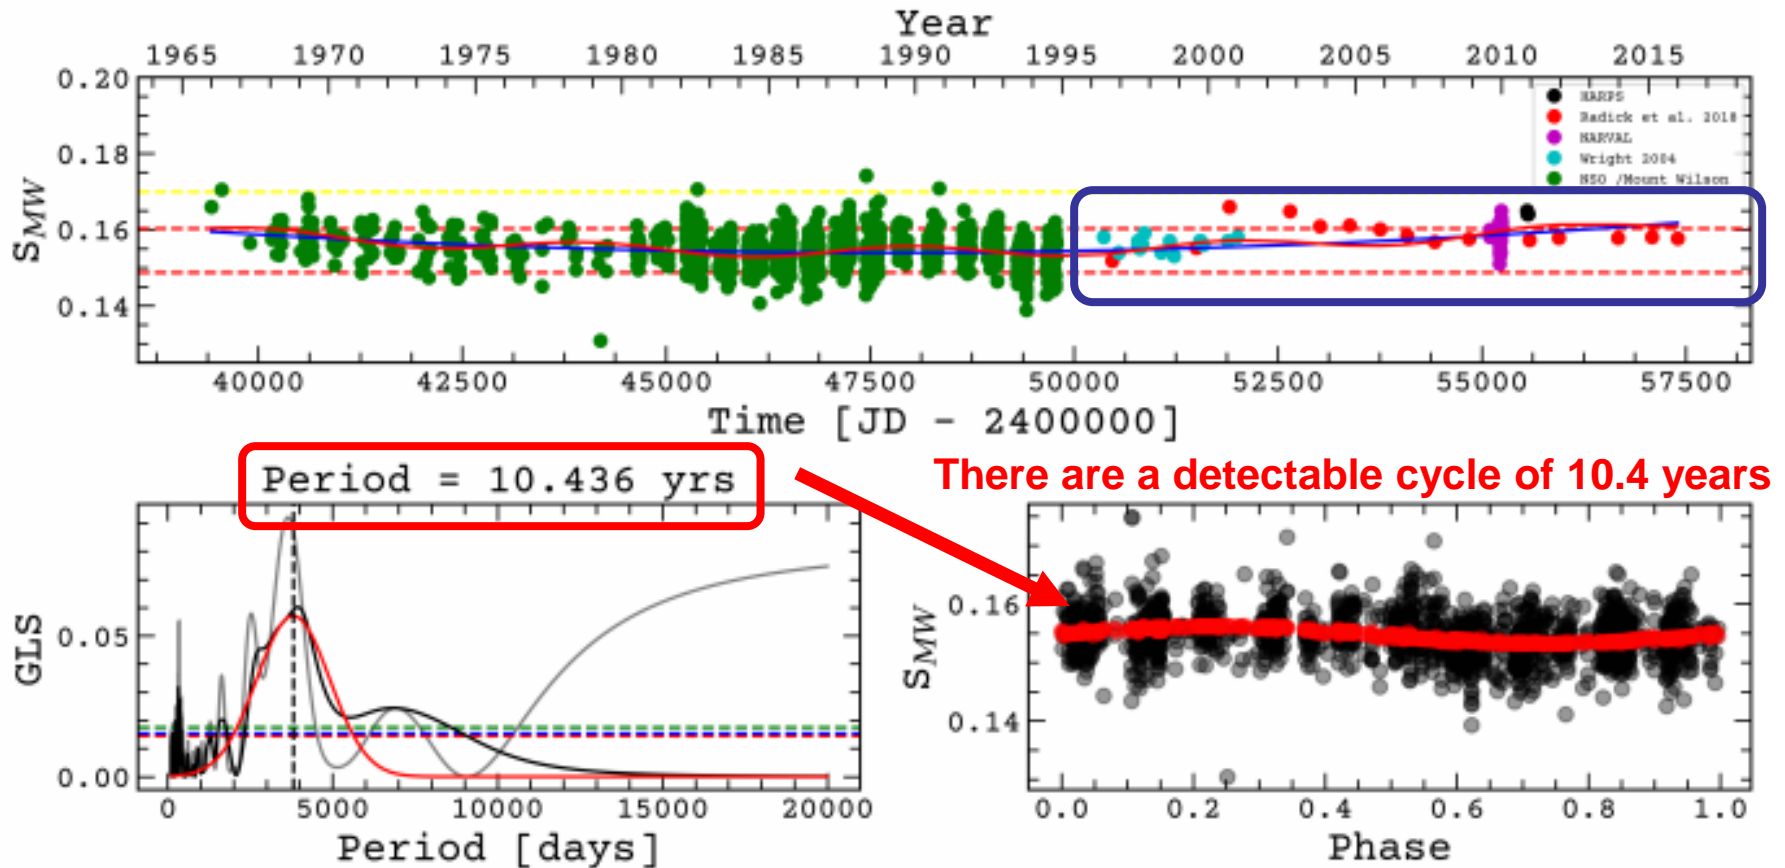 Year
1965 1970 1975 1980 1985 1990 1995 2000 2005 2010 2015
0.20
0.18
0.16
0.14
S_MW
HARPS
Radick et al. 2018
NARVAL
Wright 2004
NSO /Mount Wilson
40000 42500 45000 47500 50000 52500 55000 57500
Time [JD - 2400000]
Period = 10.436 yrs
There are a detectable cycle of 10.4 years
0.05
0.00
GLS
0 5000 10000 15000 20000
Period [days]
0.16
0.14
S_MW
0.0 0.2 0.4 0.6 0.8 1.0
Phase